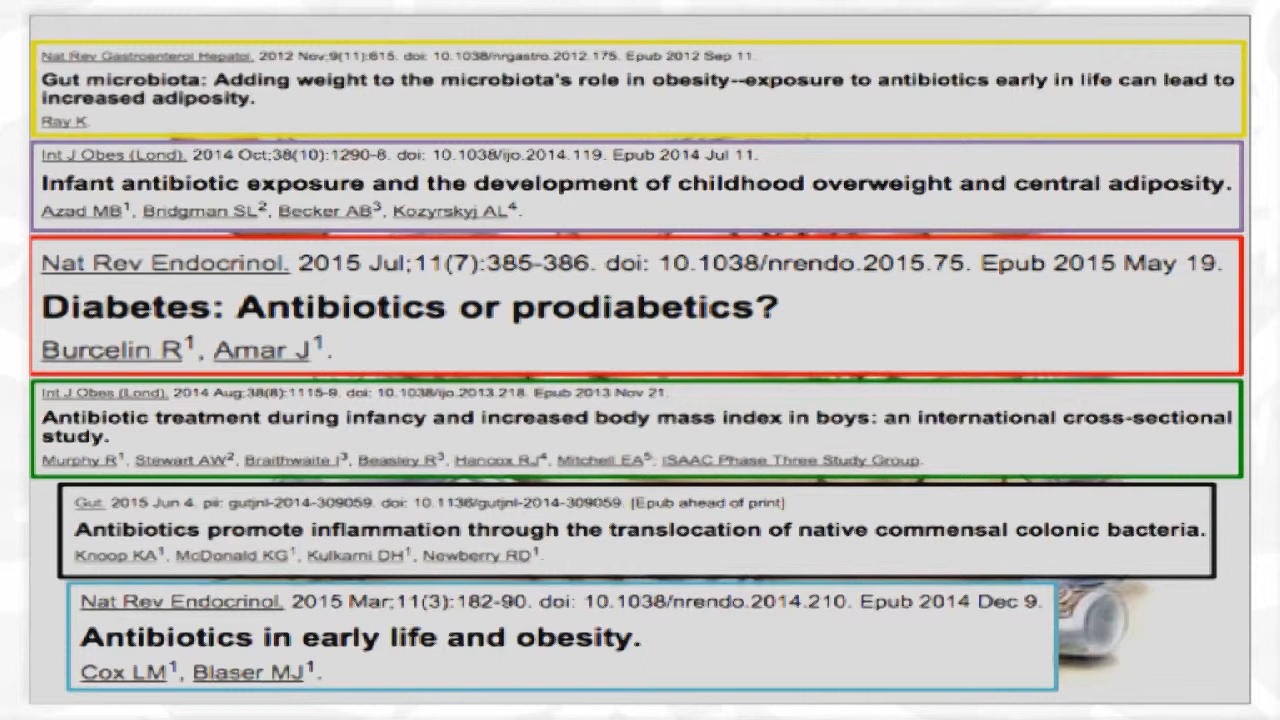 Nat Rev Gastroenterol Hepatol. 2012 Nov;9(11):615. doi: 10.1038/nrgastro.2012.175. Epub 2012 Sep 11.
Gut microbiota: Adding weight to the microbiota's role in obesity--exposure to antibiotics early in life can lead to
increased adiposity.
Ray K.
Int J Obes (Lond). 2014 Oct;38(10):1290-8. doi: 10.1038/ijo.2014.119. Epub 2014 Jul 11.
Infant antibiotic exposure and the development of childhood overweight and central adiposity.
Azad MB1, Bridgman SL2, Becker AB3, Kozyrskyj AL4.
Nat Rev Endocrinol. 2015 Jul;11(7):385-386. doi: 10.1038/nrendo.2015.75. Epub 2015 May 19.
Diabetes: Antibiotics or prodiabetics?
Burcelin R1, Amar J1.
Int J Obes (Lond). 2014 Aug;38(8):1115-9. doi: 10.1038/ijo.2013.218. Epub 2013 Nov 21.
Antibiotic treatment during infancy and increased body mass index in boys: an international cross-sectional
study.
Murphy R1, Stewart AW2, Braithwaite I3, Beasley R3, Hancox RJ4, Mitchell EA5; ISAAC Phase Three Study Group.
Gut. 2015 Jun 4. pii: gutjnl-2014-309059. doi: 10.1136/gutjnl-2014-309059. [Epub ahead of print]
Antibiotics promote inflammation through the translocation of native commensal colonic bacteria.
Knoop KA1, McDonald KG1, Kulkarni DH1, Newberry RD1.
Nat Rev Endocrinol. 2015 Mar;11(3):182-90. doi: 10.1038/nrendo.2014.210. Epub 2014 Dec 9.
Antibiotics in early life and obesity.
Cox LM1, Blaser MJ1.